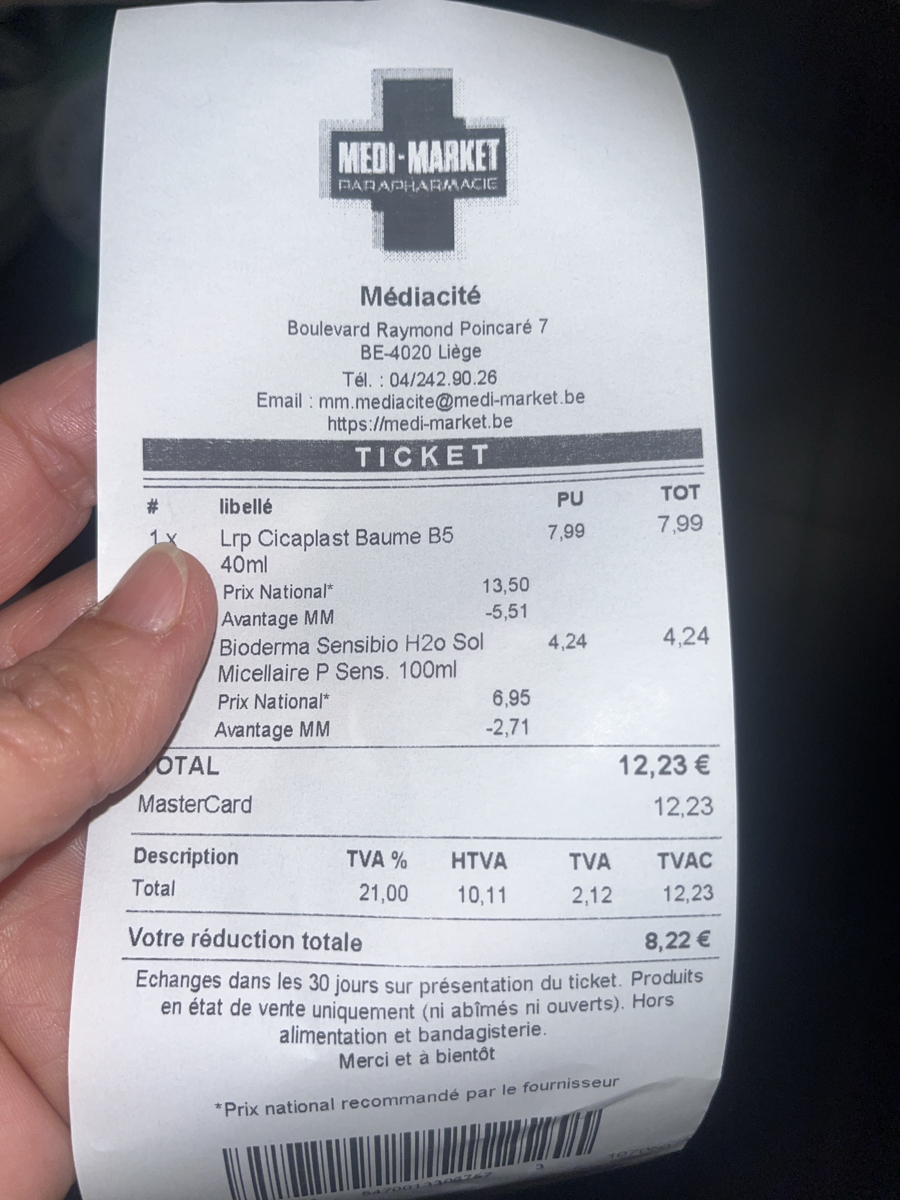 MEDI-MARKET
PARAPHARMACIE
Médiacité
Boulevard Raymond Poincaré 7
BE-4020 Liège
Tél. : 04/242.90.26
Email : mm.mediacite@medi-market.be
https://medi-market.be
TICKET
# libellé PU TOT
1 x Lrp Cicaplast Baume B5 7,99 7,99
40ml
Prix National* 13,50
Avantage MM -5,51
Bioderma Sensibio H2o Sol 4,24 4,24
Micellaire P Sens. 100ml
Prix National* 6,95
Avantage MM -2,71
OTAL 12,23 €
MasterCard 12,23
Description TVA % HTVA TVA TVAC
Total 21,00 10,11 2,12 12,23
Votre réduction totale 8,22 €
Echanges dans les 30 jours sur présentation du ticket. Produits
en état de vente uniquement (ni abîmés ni ouverts). Hors
alimentation et bandagisterie.
Merci et à bientôt
*Prix national recommandé par le fournisseur